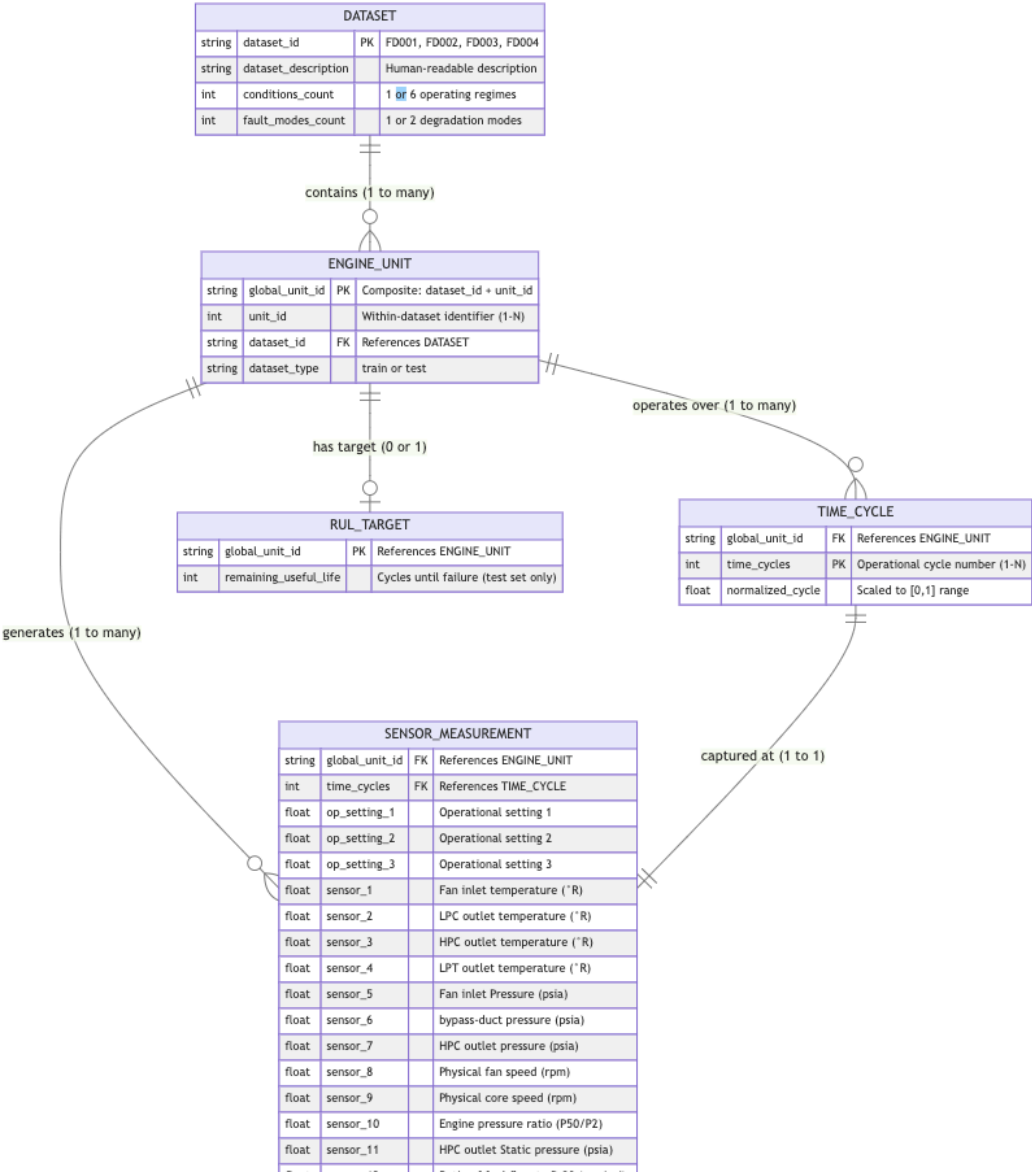 DATASET
string dataset_id PK FD001, FD002, FD003, FD004
string dataset_description Human-readable description
int conditions_count 1 or 6 operating regimes
int fault_modes_count 1 or 2 degradation modes
contains (1 to many)
ENGINE_UNIT
string global_unit_id PK Composite: dataset_id + unit_id
int unit_id Within-dataset identifier (1-N)
string dataset_id FK References DATASET
string dataset_type train or test
operates over (1 to many)
has target (0 or 1)
RUL_TARGET
string global_unit_id PK References ENGINE_UNIT
int remaining_useful_life Cycles until failure (test set only)
TIME_CYCLE
string global_unit_id FK References ENGINE_UNIT
int time_cycles PK Operational cycle number (1-N)
float normalized_cycle Scaled to [0,1] range
generates (1 to many)
captured at (1 to 1)
SENSOR_MEASUREMENT
string global_unit_id FK References ENGINE_UNIT
int time_cycles FK References TIME_CYCLE
float op_setting_1 Operational setting 1
float op_setting_2 Operational setting 2
float op_setting_3 Operational setting 3
float sensor_1 Fan inlet temperature (°R)
float sensor_2 LPC outlet temperature (°R)
float sensor_3 HPC outlet temperature (°R)
float sensor_4 LPT outlet temperature (°R)
float sensor_5 Fan inlet Pressure (psia)
float sensor_6 bypass-duct pressure (psia)
float sensor_7 HPC outlet pressure (psia)
float sensor_8 Physical fan speed (rpm)
float sensor_9 Physical core speed (rpm)
float sensor_10 Engine pressure ratio (P50/P2)
float sensor_11 HPC outlet Static pressure (psia)